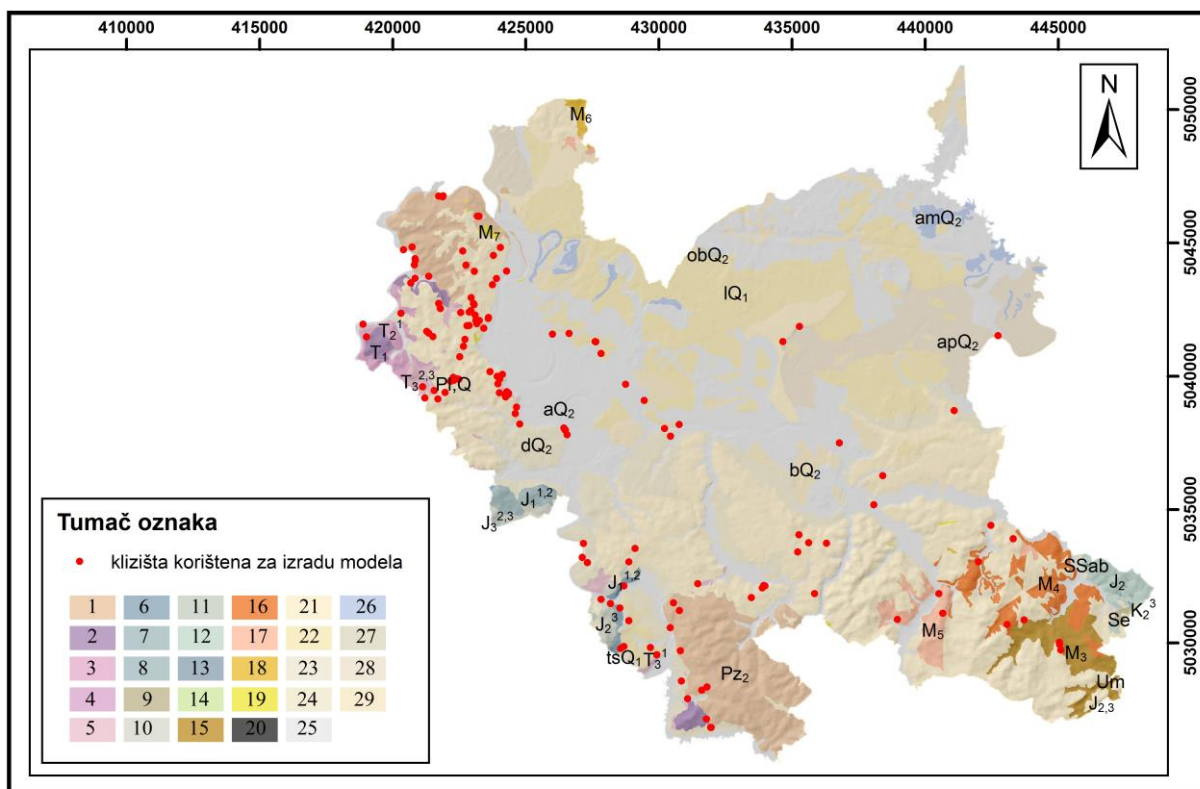 410000 415000 420000 425000 430000 435000 440000 445000
N
5050000
5045000
5040000
5035000
5030000
M6
M7
amQ2
obQ2
lQ1
T2^1
T1
apQ2
T3^2,3
Pl,Q
aQ2
dQ2
bQ2
J1^1,2
J3^2,3
J1^1,2
J2^3
tsQ1
T3^1
Pz2
M5
M4
SSab
J2
K2^3
Se
M3
Um
J2,3
Tumač oznaka
klizišta korištena za izradu modela
1 6 11 16 21 26
2 7 12 17 22 27
3 8 13 18 23 28
4 9 14 19 24 29
5 10 15 20 25